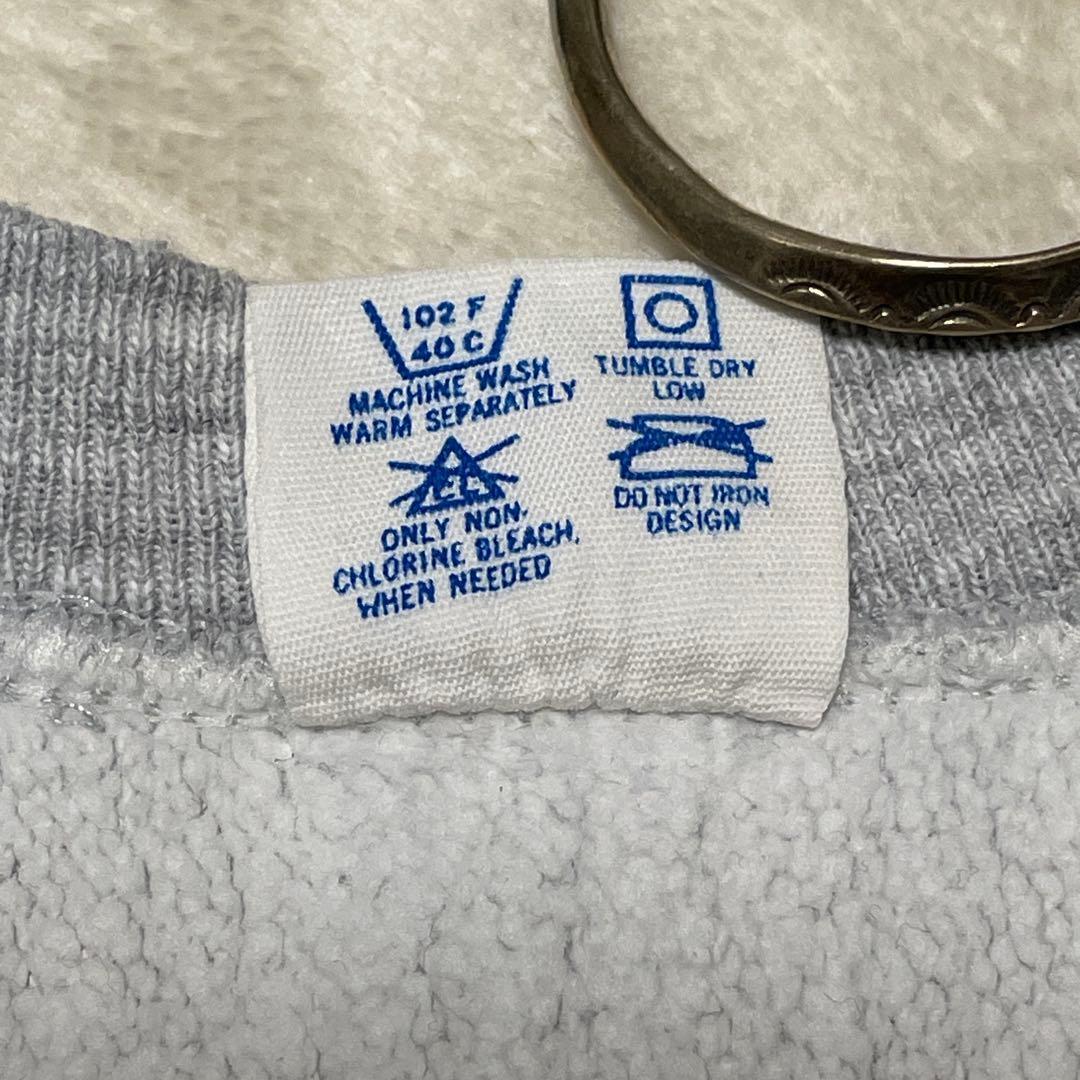 102 F
40 C
MACHINE WASH
WARM SEPARATELY
CL
ONLY NON-
CHLORINE BLEACH,
WHEN NEEDED
TUMBLE DRY
LOW
DO NOT IRON
DESIGN